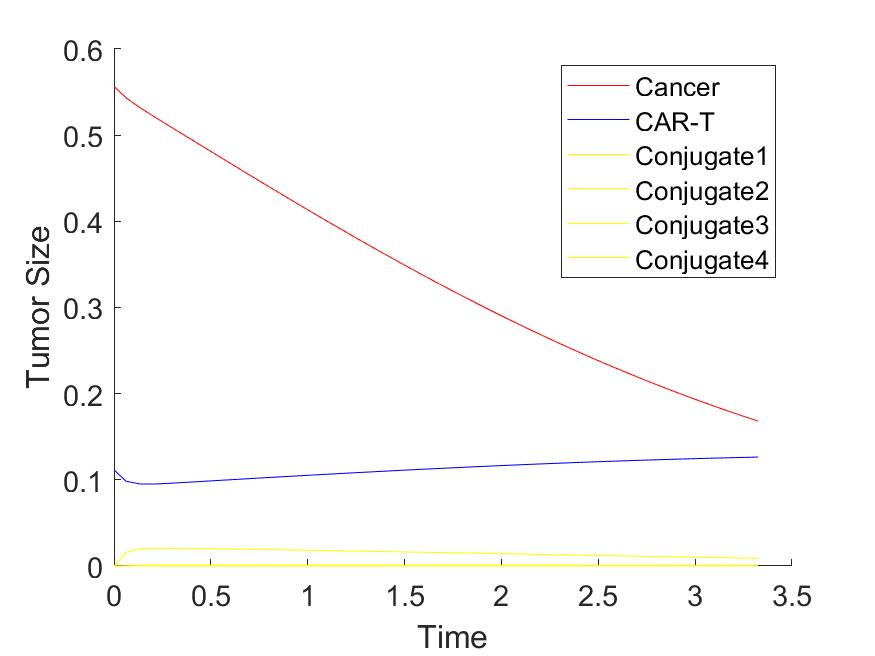 0.6
0.5
0.4
0.3
0.2
0.1
0
Tumor Size
Cancer
CAR-T
Conjugate1
Conjugate2
Conjugate3
Conjugate4
0 0.5 1 1.5 2 2.5 3 3.5
Time